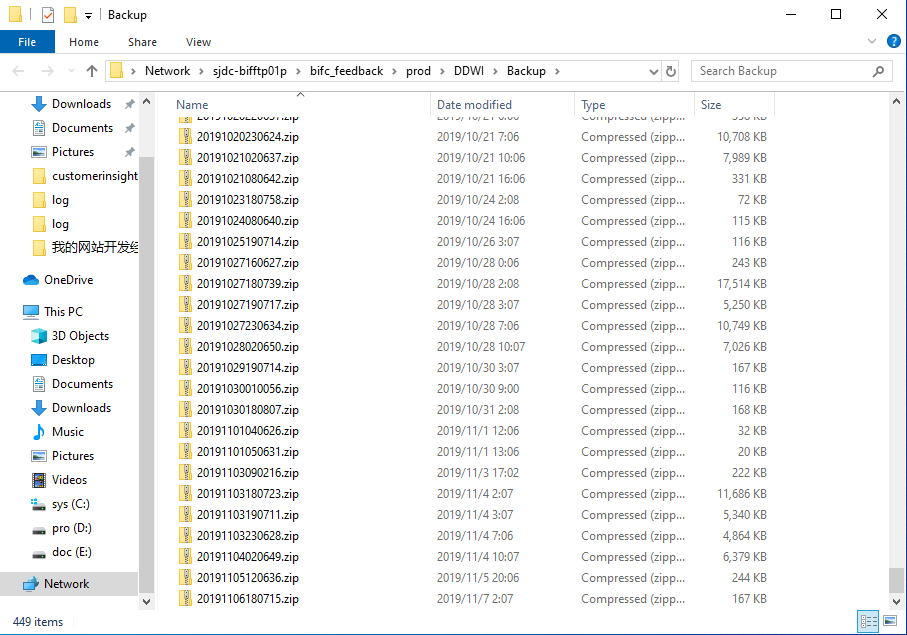 Backup
File Home Share View
Network sjdc-bifftp01p bifc_feedback prod DDWI Backup
Search Backup
Downloads
Documents
Pictures
customerinsight
log
log
我的网站开发经
OneDrive
This PC
3D Objects
Desktop
Documents
Downloads
Music
Pictures
Videos
sys (C:)
pro (D:)
doc (E:)
Network
Name Date modified Type Size
20191020230624.zip 2019/10/21 7:06 Compressed (zipp... 10,708 KB
20191021020637.zip 2019/10/21 10:06 Compressed (zipp... 7,989 KB
20191021080642.zip 2019/10/21 16:06 Compressed (zipp... 331 KB
20191023180758.zip 2019/10/24 2:08 Compressed (zipp... 72 KB
20191024080640.zip 2019/10/24 16:06 Compressed (zipp... 115 KB
20191025190714.zip 2019/10/26 3:07 Compressed (zipp... 116 KB
20191027160627.zip 2019/10/28 0:06 Compressed (zipp... 243 KB
20191027180739.zip 2019/10/28 2:08 Compressed (zipp... 17,514 KB
20191027190717.zip 2019/10/28 3:07 Compressed (zipp... 5,250 KB
20191027230634.zip 2019/10/28 7:06 Compressed (zipp... 10,749 KB
20191028020650.zip 2019/10/28 10:07 Compressed (zipp... 7,026 KB
20191029190714.zip 2019/10/30 3:07 Compressed (zipp... 167 KB
20191030010056.zip 2019/10/30 9:00 Compressed (zipp... 116 KB
20191030180807.zip 2019/10/31 2:08 Compressed (zipp... 168 KB
20191101040626.zip 2019/11/1 12:06 Compressed (zipp... 32 KB
20191101050631.zip 2019/11/1 13:06 Compressed (zipp... 20 KB
20191103090216.zip 2019/11/3 17:02 Compressed (zipp... 222 KB
20191103180723.zip 2019/11/4 2:07 Compressed (zipp... 11,686 KB
20191103190711.zip 2019/11/4 3:07 Compressed (zipp... 5,340 KB
20191103230628.zip 2019/11/4 7:06 Compressed (zipp... 4,864 KB
20191104020649.zip 2019/11/4 10:07 Compressed (zipp... 6,379 KB
20191105120636.zip 2019/11/5 20:06 Compressed (zipp... 244 KB
20191106180715.zip 2019/11/7 2:07 Compressed (zipp... 167 KB
449 items